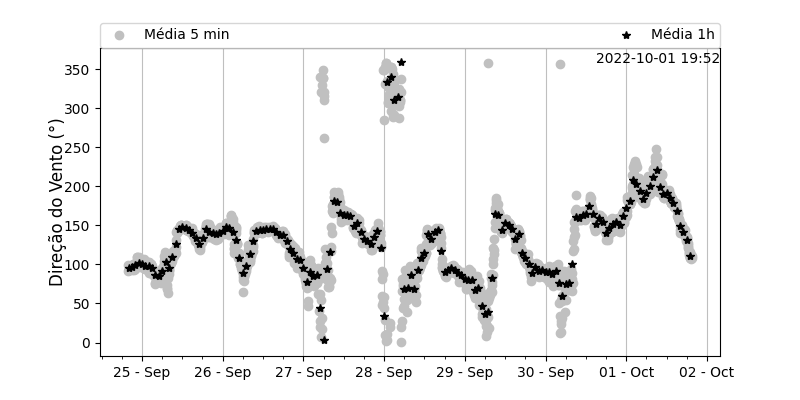 Média 5 min
Média 1h
2022-10-01 19:52
Direção do Vento (°)
350
300
250
200
150
100
50
0
25 - Sep
26 - Sep
27 - Sep
28 - Sep
29 - Sep
30 - Sep
01 - Oct
02 - Oct